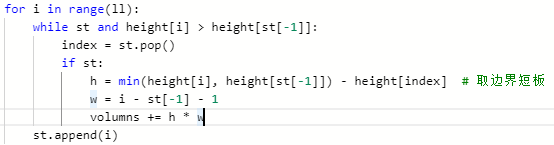 for i in range(ll):
    while st and height[i] > height[st[-1]]:
        index = st.pop()
        if st:
            h = min(height[i], height[st[-1]]) - height[index]  # 取边界短板
            w = i - st[-1] - 1
            volumns += h * w
    st.append(i)